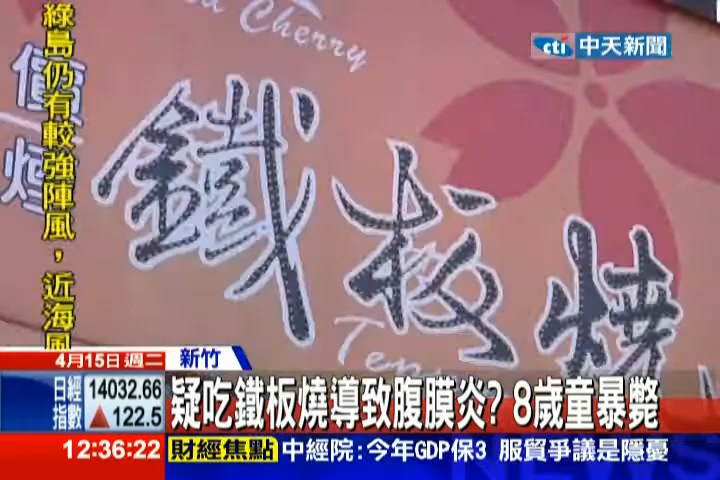 綠島仍有較強陣風，近海風
Cherry
cti 中天新聞
價
鐵板燒
4月15日 週二
新竹
日經指數
14032.66
▲122.5
疑吃鐵板燒導致腹膜炎? 8歲童暴斃
12:36:22
財經焦點
中經院:今年GDP保3 服貿爭議是隱憂
NEWS